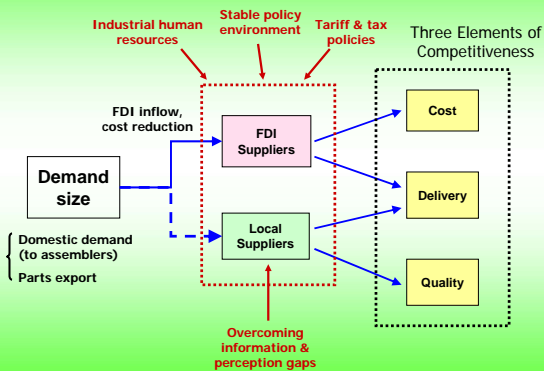 Industrial human
resources
Stable policy
environment
Tariff & tax
policies
Three Elements of
Competitiveness
FDI inflow,
cost reduction
FDI
Suppliers
Cost
Demand
size
Delivery
Local
Suppliers
Domestic demand
(to assemblers)
Parts export
Quality
Overcoming
information &
perception gaps